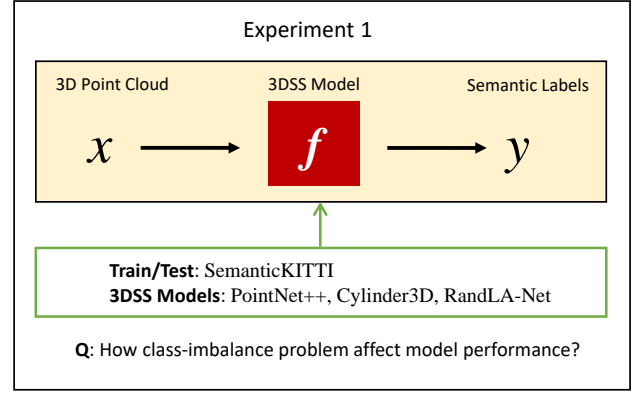 Experiment 1
3D Point Cloud 3DSS Model Semantic Labels
x f y
Train/Test: SemanticKITTI
3DSS Models: PointNet++, Cylinder3D, RandLA-Net
Q: How class-imbalance problem affect model performance?